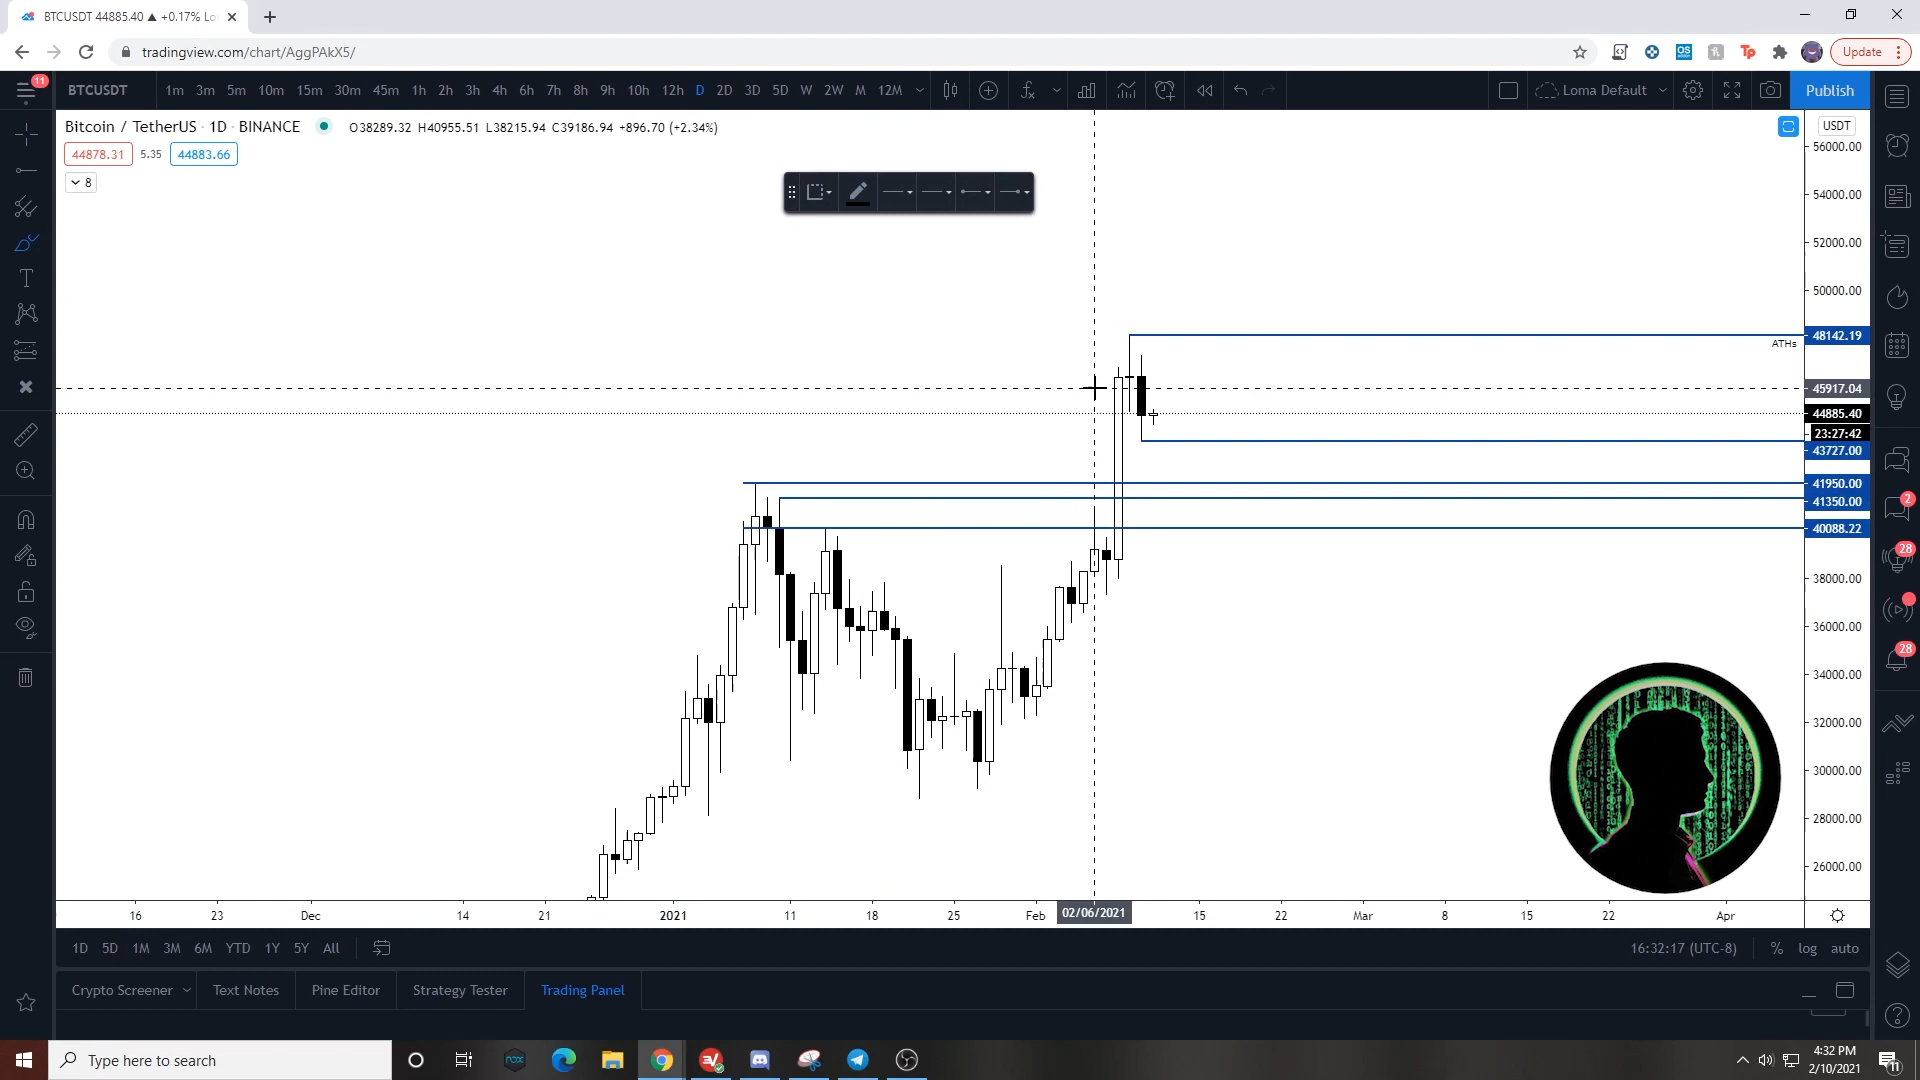 BTCUSDT 44885.40 ▲ +0.17% Lo
tradingview.com/chart/AggPAkX5/
Update
11
BTCUSDT 1m 3m 5m 10m 15m 30m 45m 1h 2h 3h 4h 6h 7h 8h 9h 10h 12h D 2D 3D 5D W 2W M 12M Loma Default Publish
Bitcoin / TetherUS · 1D · BINANCE O38289.32 H40955.51 L38215.94 C39186.94 +896.70 (+2.34%)
44878.31 5.35 44883.66
8
USDT
56000.00
54000.00
52000.00
50000.00
48142.19
ATHs
45917.04
44885.40
23:27:42
43727.00
41950.00
41350.00
40088.22
38000.00
36000.00
34000.00
32000.00
30000.00
28000.00
26000.00
2
28
28
16 23 Dec 14 21 2021 11 18 25 Feb 02/06/2021 15 22 Mar 8 15 22 Apr
1D 5D 1M 3M 6M YTD 1Y 5Y All 16:32:17 (UTC-8) % log auto
Crypto Screener Text Notes Pine Editor Strategy Tester Trading Panel
Type here to search
4:32 PM
2/10/2021
11